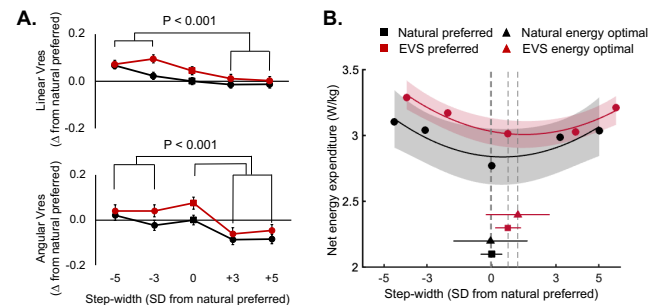 A.
P < 0.001
0.2
0.0
-0.2
Linear Vres
(Δ from natural preferred)
P < 0.001
0.2
0.0
-0.2
Angular Vres
(Δ from natural preferred)
-5 -3 0 +3 +5
Step-width (SD from natural preferred)
B.
Natural preferred Natural energy optimal
EVS preferred EVS energy optimal
3.5
3
2.5
2
Net energy expenditure (W/kg)
-5 -3 0 3 5
Step-width (SD from natural preferred)